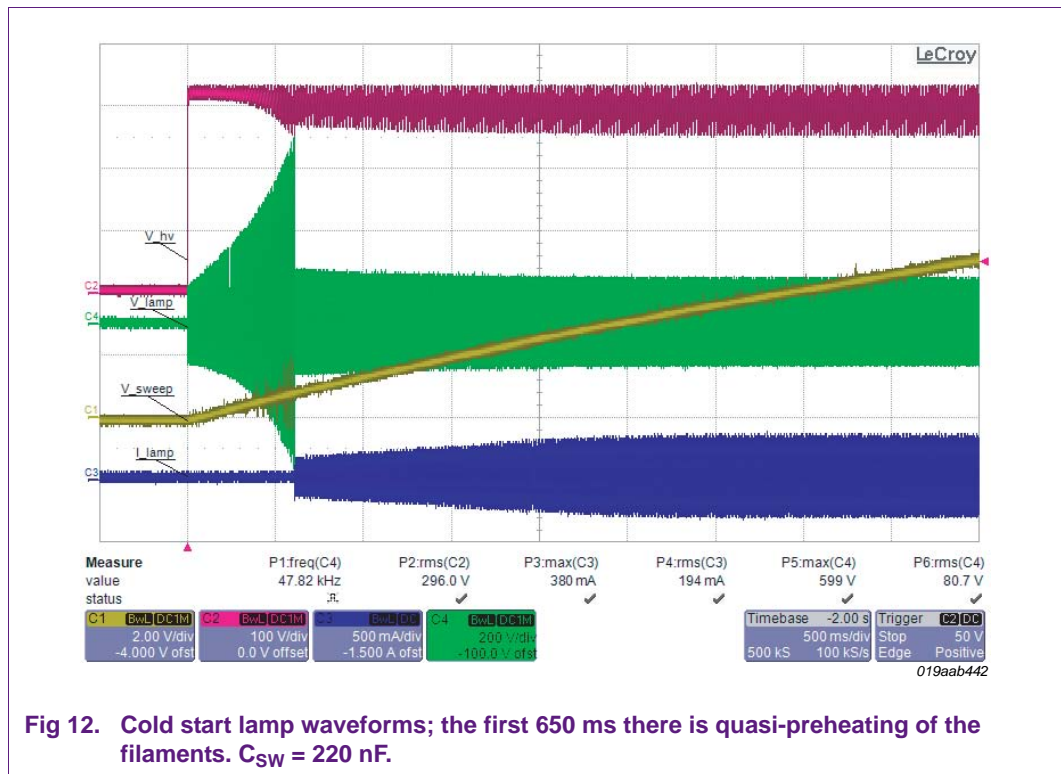 LeCroy
V_hv
C2
V_lamp
C4
V_sweep
C1
I_lamp
C3
Measure P1:freq(C4) P2:rms(C2) P3:max(C3) P4:rms(C3) P5:max(C4) P6:rms(C4)
value 47.82 kHz 296.0 V 380 mA 194 mA 599 V 80.7 V
status
C1 BwL DC1M C2 BwL DC1M C3 BwL DC C4 BwL DC1M Timebase -2.00 s Trigger C2 DC
2.00 V/div 100 V/div 500 mA/div 200 V/div 500 ms/div Stop 50 V
-4.000 V ofst 0.0 V offset -1.500 A ofst -100.0 V ofst 500 kS 100 kS/s Edge Positive
019aab442
Fig 12. Cold start lamp waveforms; the first 650 ms there is quasi-preheating of the
filaments. CSW = 220 nF.